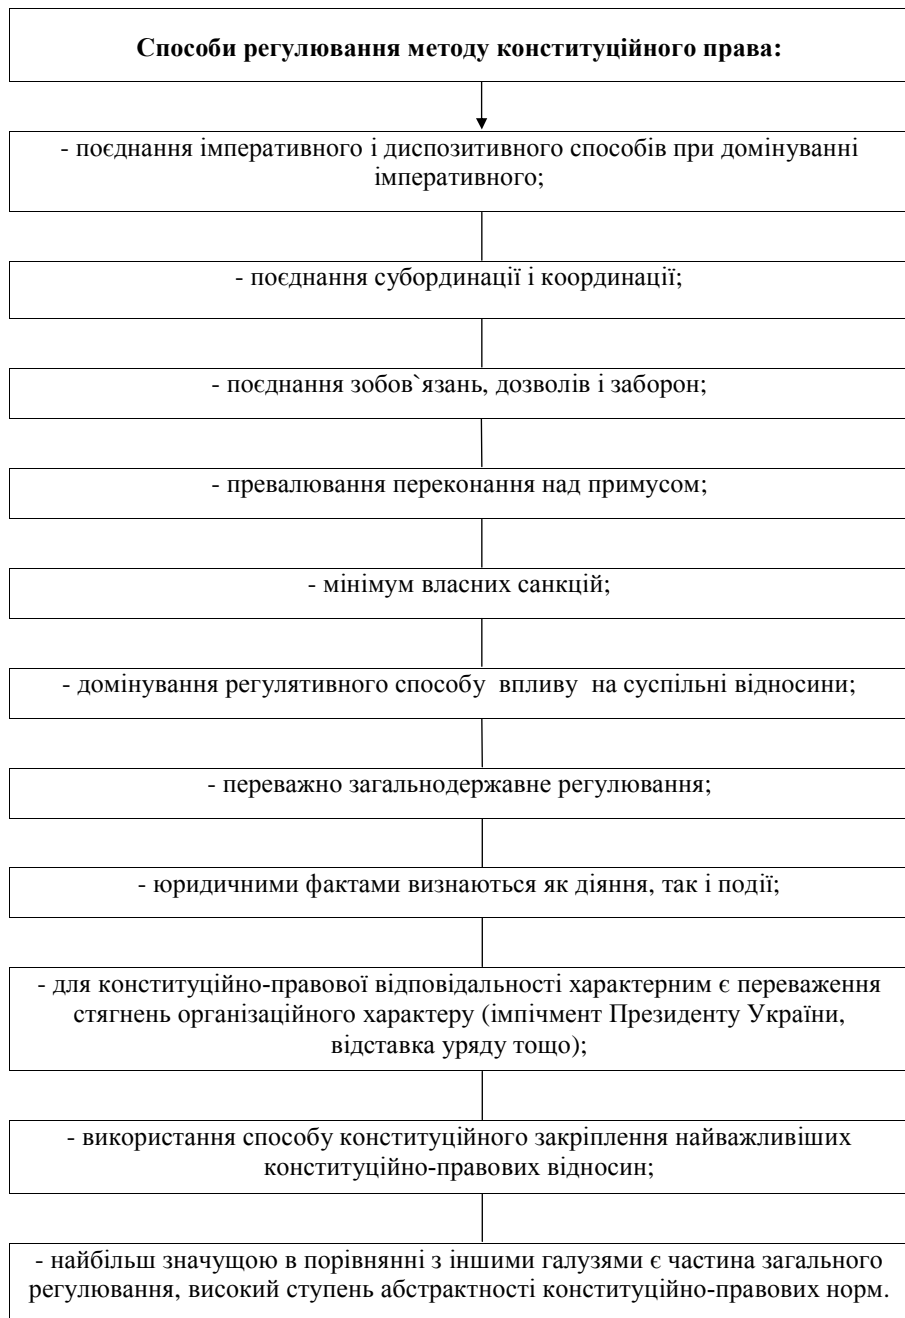 Способи регулювання методу конституційного права:
- поєднання імперативного і диспозитивного способів при домінуванні
імперативного;
- поєднання субординації і координації;
- поєднання зобов`язань, дозволів і заборон;
- превалювання переконання над примусом;
- мінімум власних санкцій;
- домінування регулятивного способу впливу на суспільні відносини;
- переважно загальнодержавне регулювання;
- юридичними фактами визнаються як діяння, так і події;
- для конституційно-правової відповідальності характерним є переваження
стягнень організаційного характеру (імпічмент Президенту України,
відставка уряду тощо);
- використання способу конституційного закріплення найважливіших
конституційно-правових відносин;
- найбільш значущою в порівнянні з іншими галузями є частина загального
регулювання, високий ступень абстрактності конституційно-правових норм.